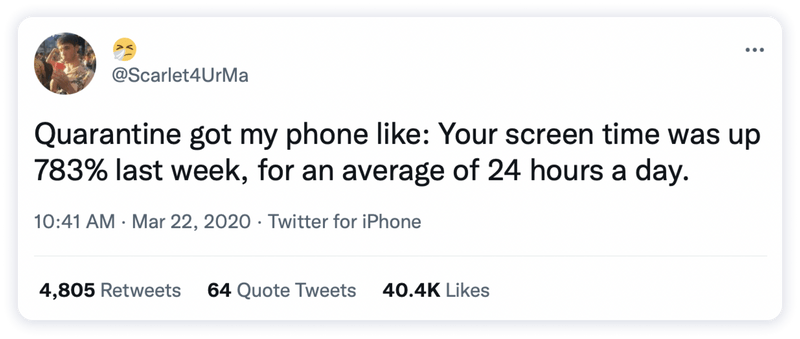 🤧
@Scarlet4UrMa
Quarantine got my phone like: Your screen time was up
783% last week, for an average of 24 hours a day.
10:41 AM · Mar 22, 2020 · Twitter for iPhone
4,805 Retweets 64 Quote Tweets 40.4K Likes